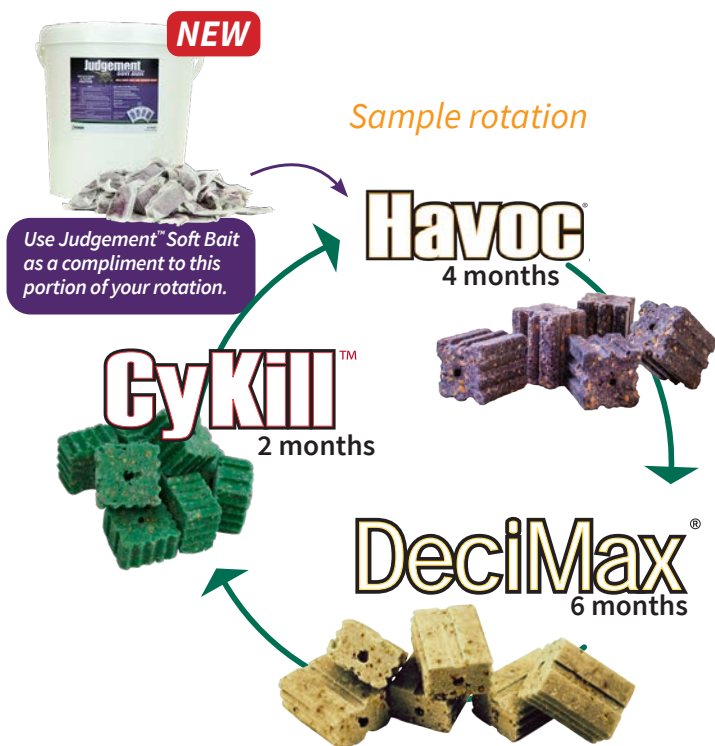 NEW
Judgement
Sample rotation
Use Judgement™ Soft Bait
as a compliment to this
portion of your rotation.
Havoc®
4 months
CyKill™
2 months
DeciMax®
6 months